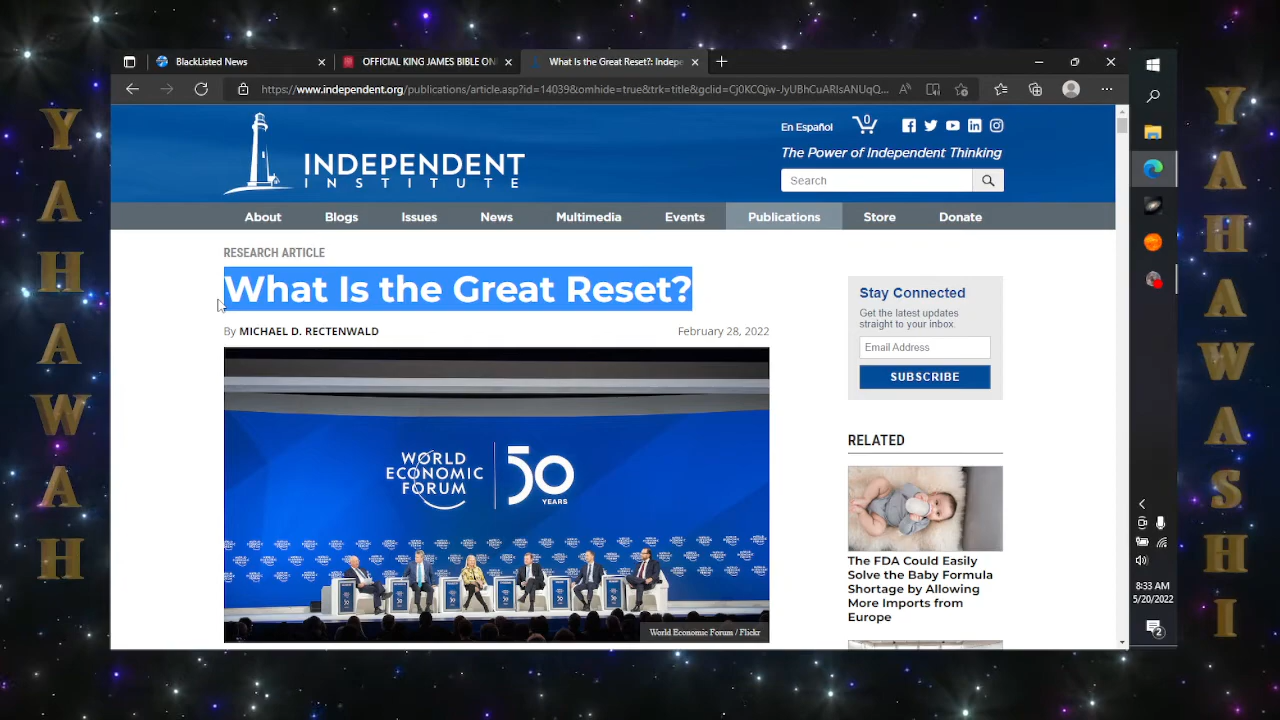 YAHAWAH
BlackListed News
OFFICIAL KING JAMES BIBLE ON
What Is the Great Reset?: Indepe
https://www.independent.org/publications/article.asp?id=14039&omhide=true&trk=title&gclid=Cj0KCQjw-JyUBhCuARIsANUqQ...
INDEPENDENT
INSTITUTE
En Español
0
The Power of Independent Thinking
Search
About Blogs Issues News Multimedia Events Publications Store Donate
RESEARCH ARTICLE
What Is the Great Reset?
By MICHAEL D. RECTENWALD
February 28, 2022
WORLD
ECONOMIC
FORUM
50
YEARS
World Economic Forum / Flickr
Stay Connected
Get the latest updates
straight to your inbox.
Email Address
SUBSCRIBE
RELATED
The FDA Could Easily
Solve the Baby Formula
Shortage by Allowing
More Imports from
Europe
8:33 AM
5/20/2022
2
YAHAWASHI